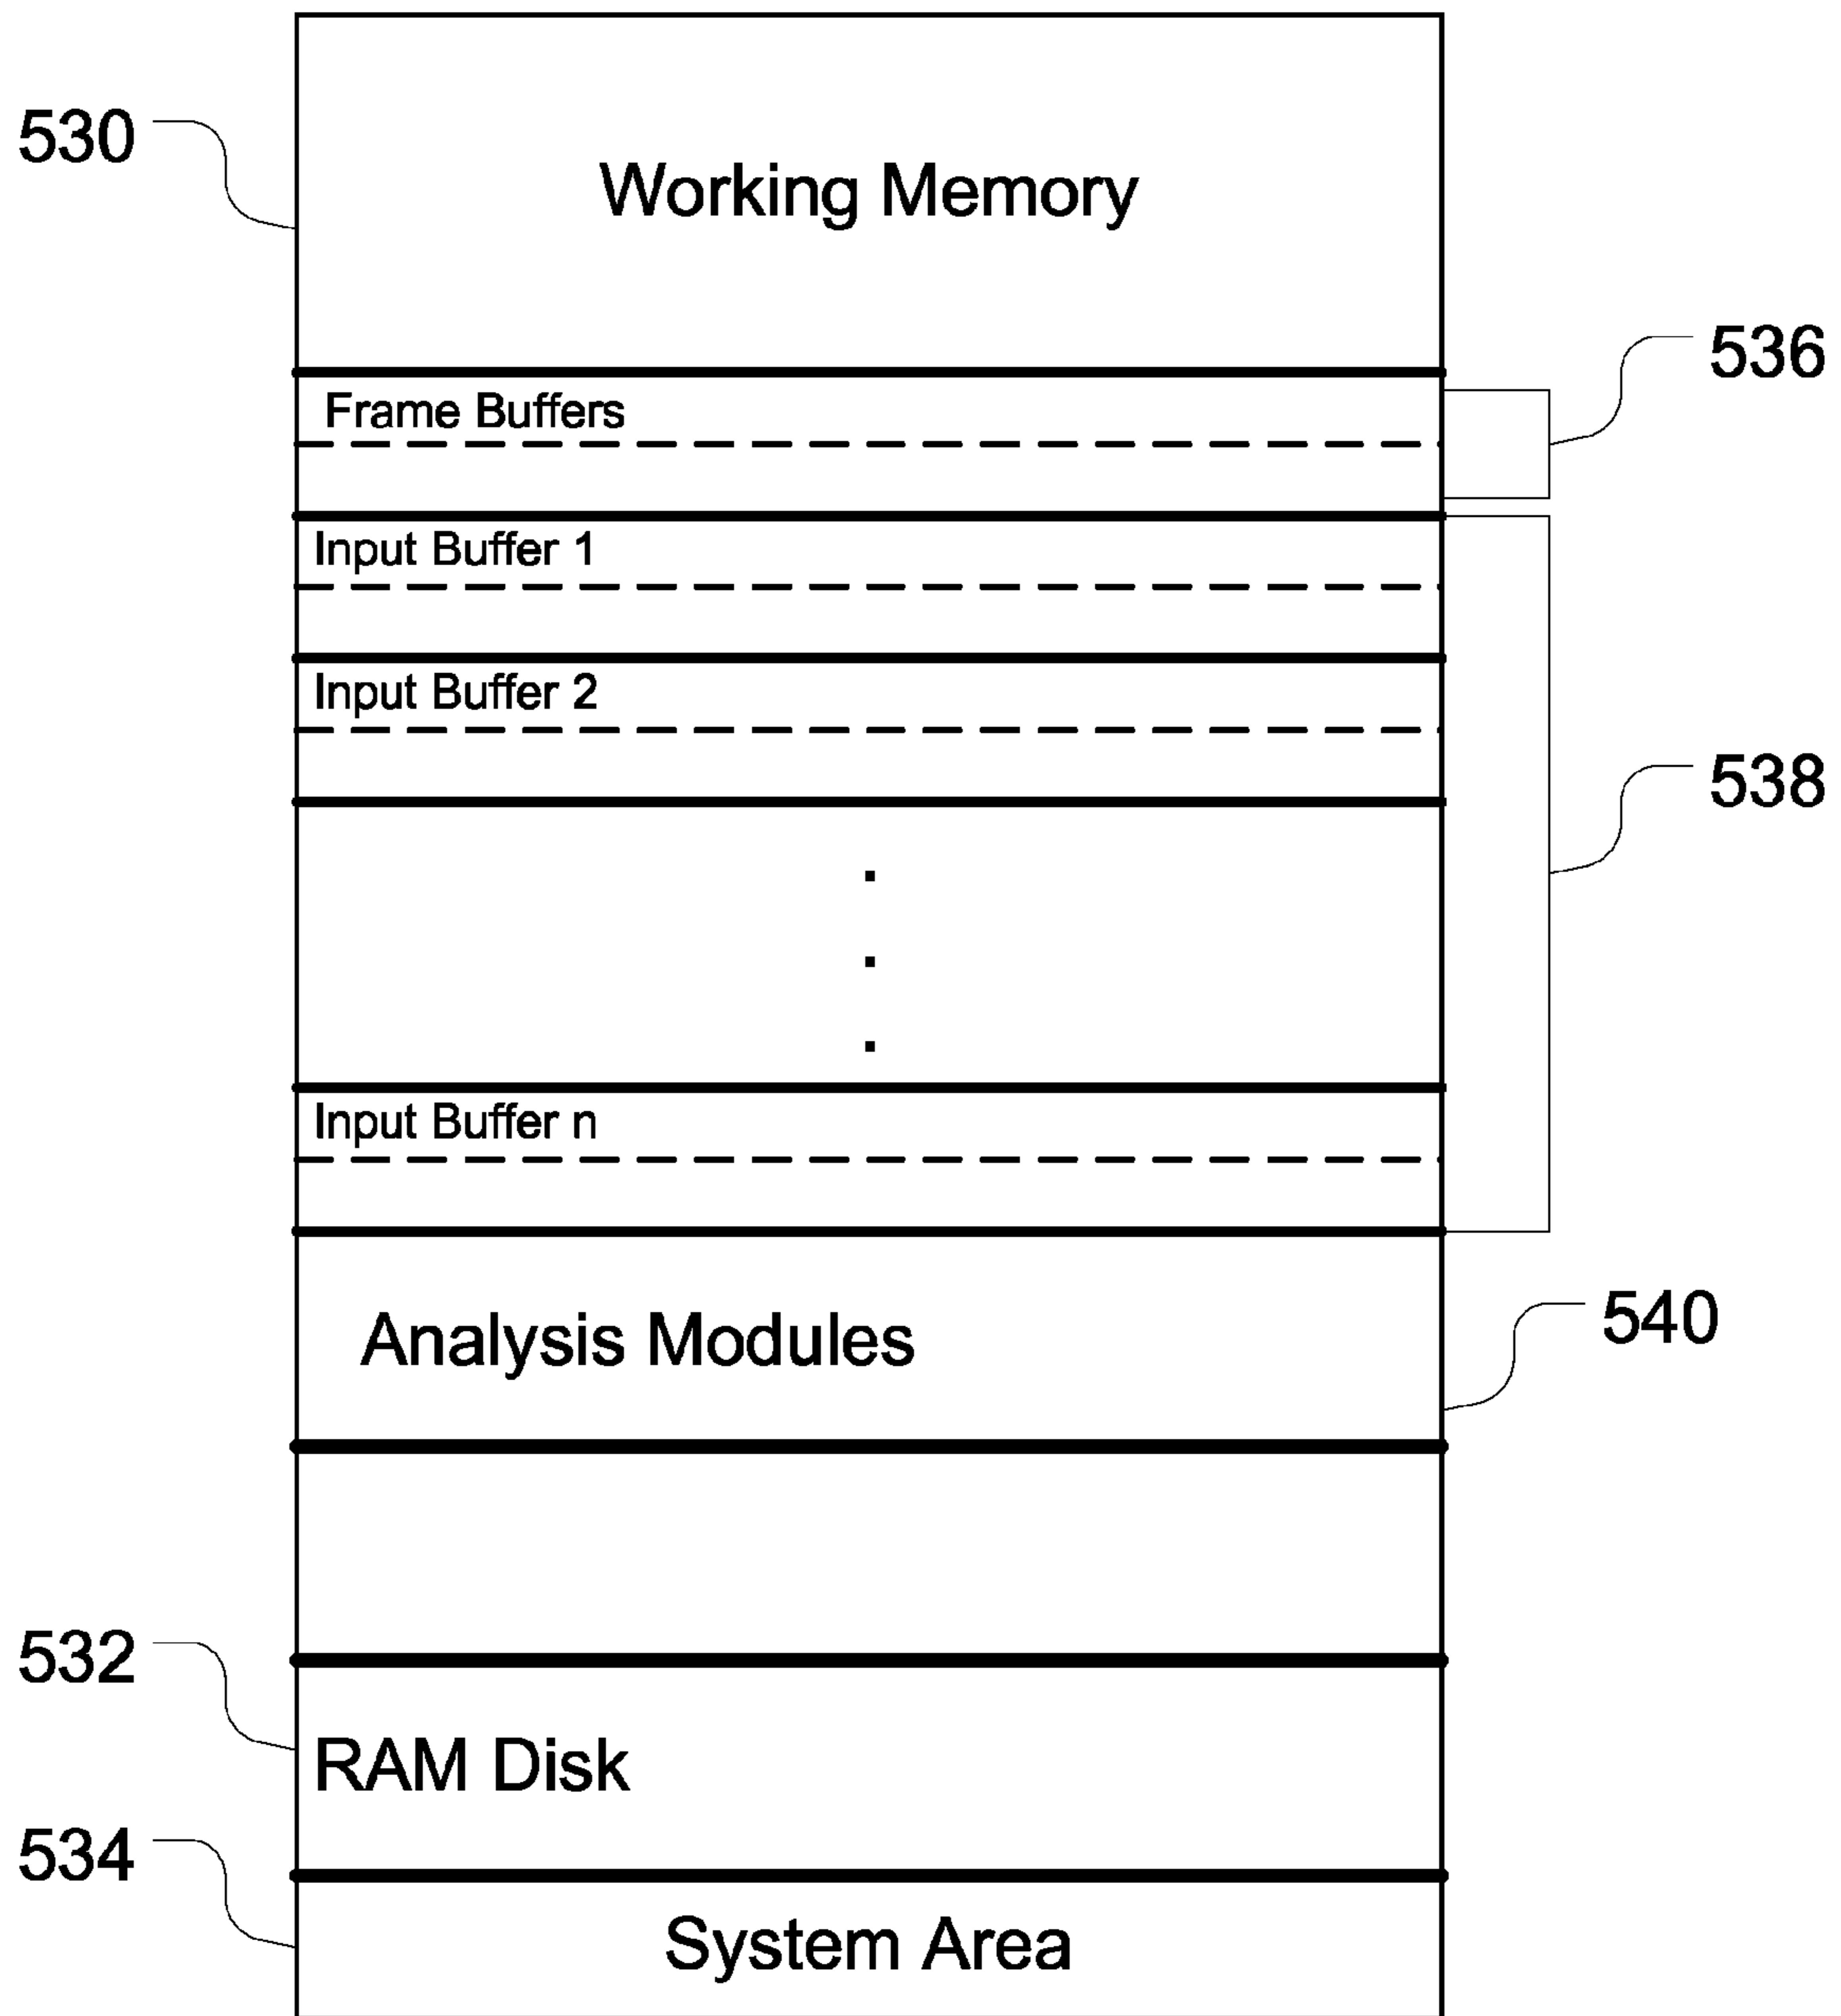 530
Working Memory
536
Frame Buffers
Input Buffer 1
Input Buffer 2
538
.
.
.
Input Buffer n
Analysis Modules
540
532
RAM Disk
534
System Area